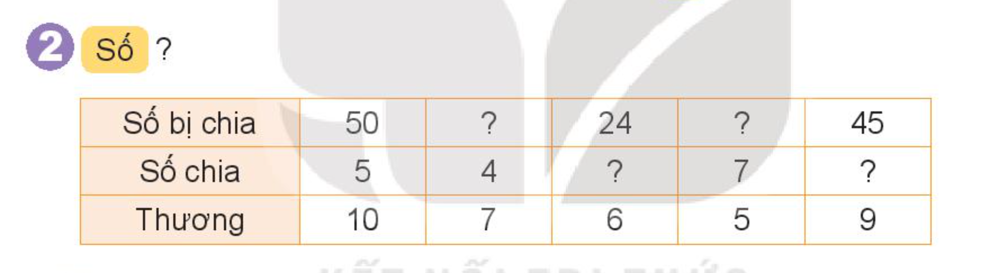 2 Số ?
Số bị chia 50 ? 24 ? 45
Số chia 5 4 ? 7 ?
Thương 10 7 6 5 9